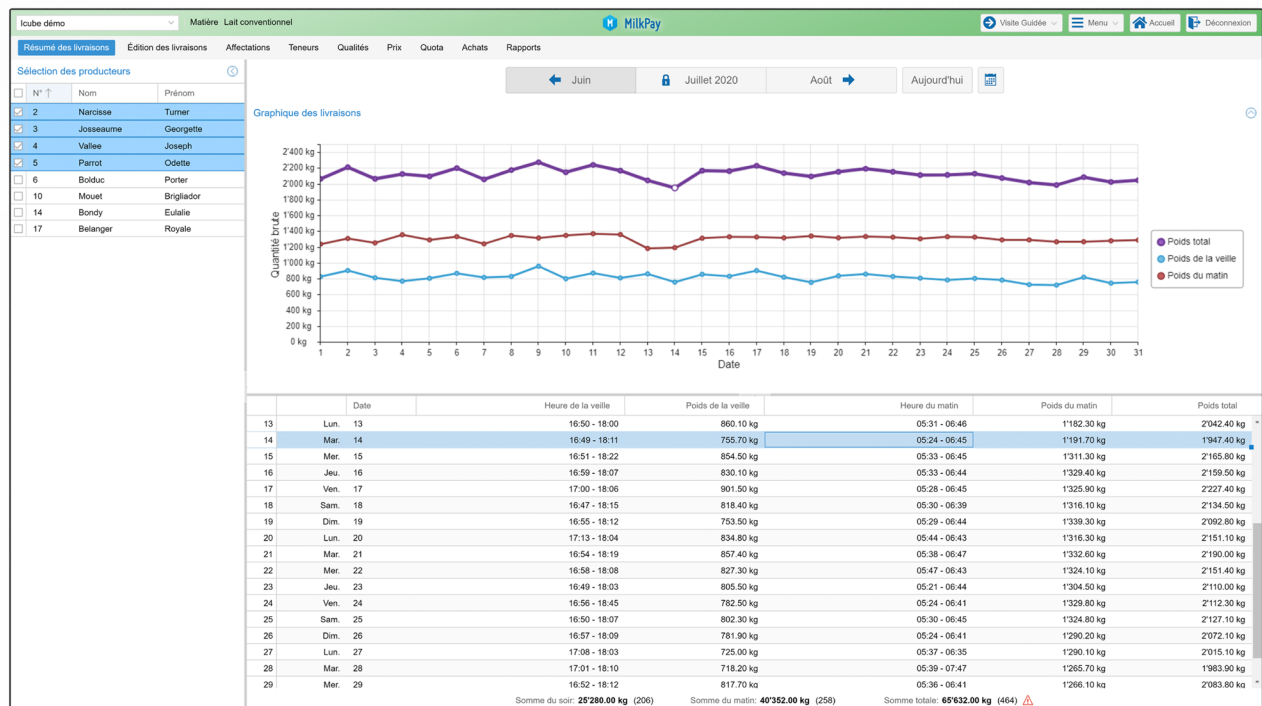 Icube démo Matière Lait conventionnel MilkPay Visite Guidée Menu Accueil Déconnexion
Résumé des livraisons Édition des livraisons Affectations Teneurs Qualités Prix Quota Achats Rapports
Sélection des producteurs
N° Nom Prénom
2 Narcisse Turner
3 Josseaume Georgette
4 Vallee Joseph
5 Parrot Odette
6 Bolduc Porter
10 Mouet Brigliador
14 Bondy Eulalie
17 Belanger Royale
Juin Juillet 2020 Août Aujourd'hui
Graphique des livraisons
Quantité brute
2'400 kg
2'200 kg
2'000 kg
1'800 kg
1'600 kg
1'400 kg
1'200 kg
1'000 kg
800 kg
600 kg
400 kg
200 kg
0 kg
1 2 3 4 5 6 7 8 9 10 11 12 13 14 15 16 17 18 19 20 21 22 23 24 25 26 27 28 29 30 31
Date
Poids total
Poids de la veille
Poids du matin
Date Heure de la veille Poids de la veille Heure du matin Poids du matin Poids total
13 Lun. 13 16:50 - 18:00 860.10 kg 05:31 - 06:46 1'182.30 kg 2'042.40 kg
14 Mar. 14 16:49 - 18:11 755.70 kg 05:24 - 06:45 1'191.70 kg 1'947.40 kg
15 Mer. 15 16:51 - 18:22 854.50 kg 05:33 - 06:45 1'311.30 kg 2'165.80 kg
16 Jeu. 16 16:59 - 18:07 830.10 kg 05:33 - 06:44 1'329.40 kg 2'159.50 kg
17 Ven. 17 17:00 - 18:06 901.50 kg 05:28 - 06:45 1'325.90 kg 2'227.40 kg
18 Sam. 18 16:47 - 18:15 818.40 kg 05:30 - 06:39 1'316.10 kg 2'134.50 kg
19 Dim. 19 16:55 - 18:12 753.50 kg 05:29 - 06:44 1'339.30 kg 2'092.80 kg
20 Lun. 20 17:13 - 18:04 834.80 kg 05:44 - 06:43 1'316.30 kg 2'151.10 kg
21 Mar. 21 16:54 - 18:19 857.40 kg 05:38 - 06:47 1'332.60 kg 2'190.00 kg
22 Mer. 22 16:58 - 18:08 827.30 kg 05:47 - 06:43 1'324.10 kg 2'151.40 kg
23 Jeu. 23 16:49 - 18:03 805.50 kg 05:21 - 06:44 1'304.50 kg 2'110.00 kg
24 Ven. 24 16:56 - 18:45 782.50 kg 05:24 - 06:41 1'329.80 kg 2'112.30 kg
25 Sam. 25 16:50 - 18:07 802.30 kg 05:30 - 06:45 1'324.80 kg 2'127.10 kg
26 Dim. 26 16:57 - 18:09 781.90 kg 05:24 - 06:41 1'290.20 kg 2'072.10 kg
27 Lun. 27 17:08 - 18:03 725.00 kg 05:37 - 06:35 1'290.10 kg 2'015.10 kg
28 Mar. 28 17:01 - 18:10 718.20 kg 05:39 - 07:47 1'265.70 kg 1'983.90 kg
29 Mer. 29 16:52 - 18:12 817.70 kg 05:36 - 06:41 1'266.10 kg 2'083.80 kg
Somme du soir: 25'280.00 kg (206) Somme du matin: 40'352.00 kg (258) Somme totale: 65'632.00 kg (464)